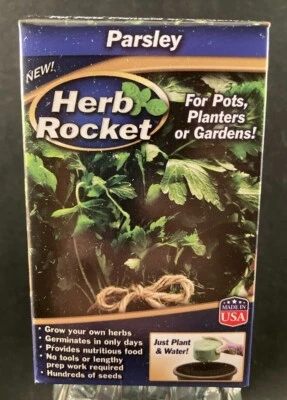 Parsley
NEW!
Herb
Rocket
For Pots,
Planters
or Gardens!
MADE IN
USA
• Grow your own herbs
• Germinates in only days
• Provides nutritious food
• No tools or lengthy
prep work required
• Hundreds of seeds
Just Plant
& Water!